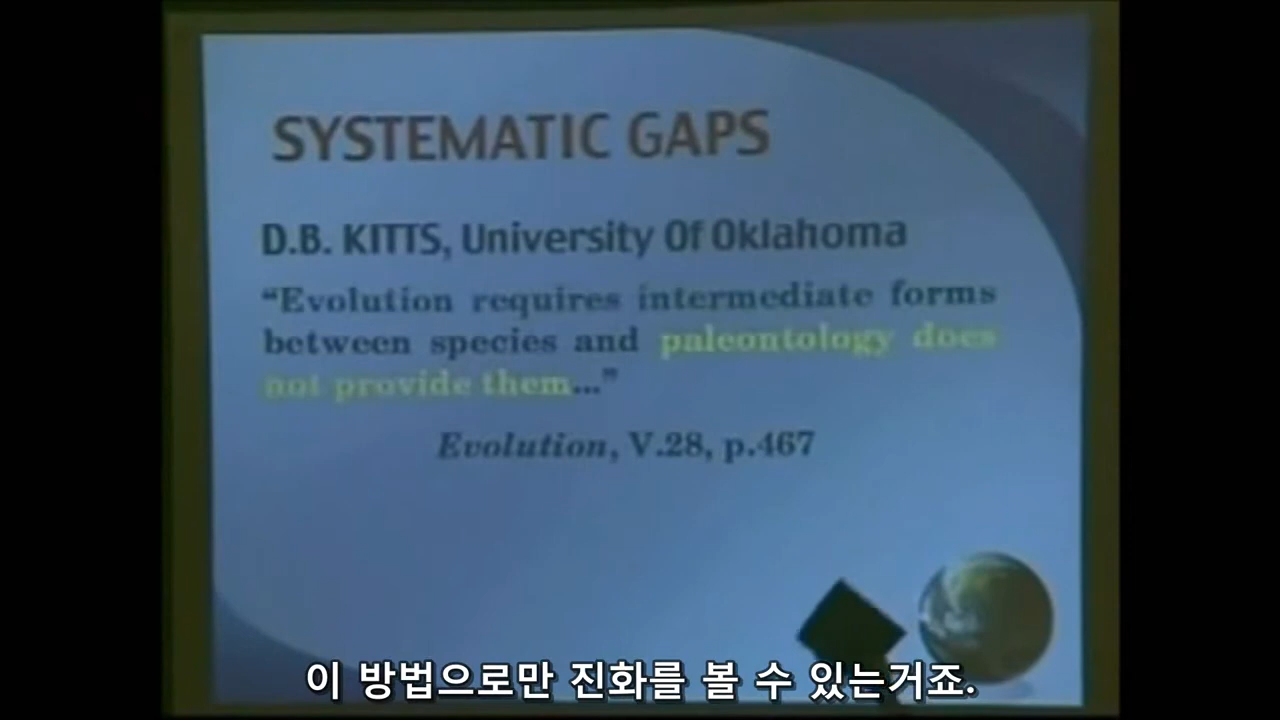 SYSTEMATIC GAPS
D.B. KITTS, University Of Oklahoma
“Evolution requires intermediate forms
between species and paleontology does
not provide them...”
Evolution, V.28, p.467
이 방법으로만 진화를 볼 수 있는거죠.